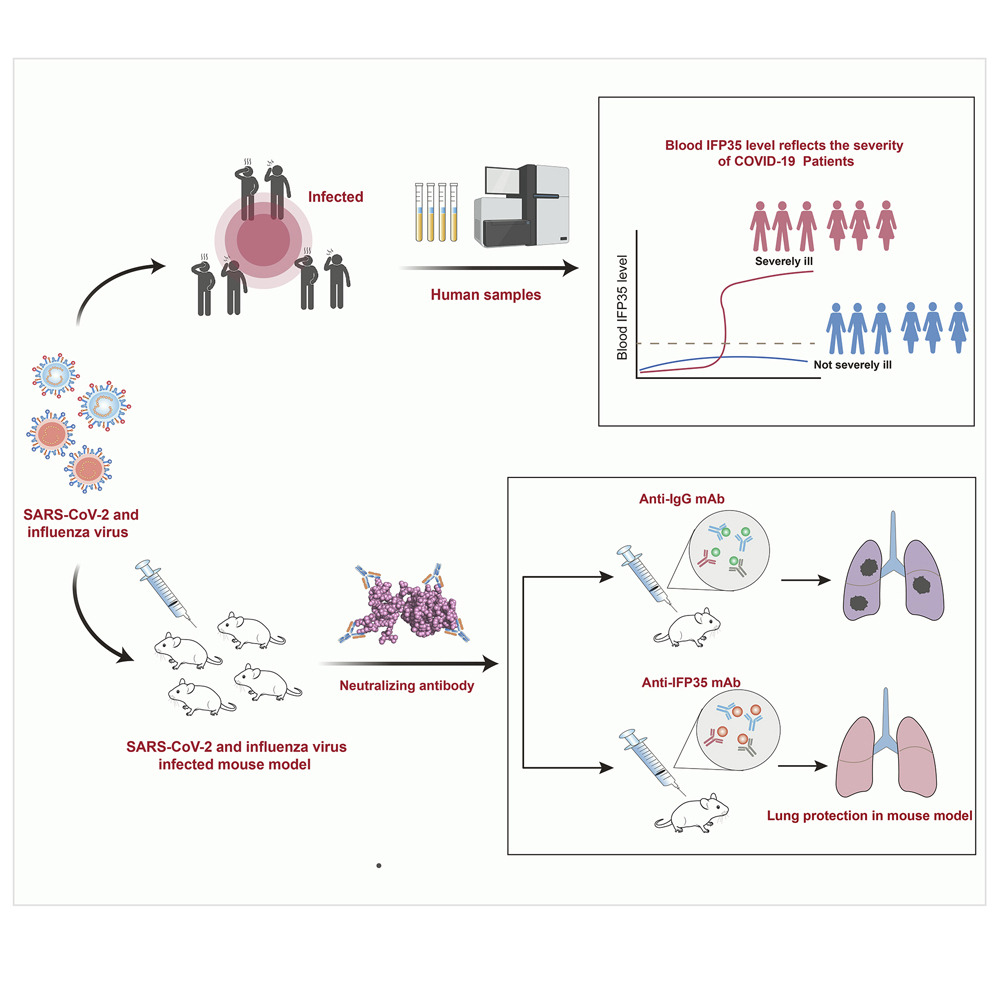 Blood IFP35 level reflects the severity
of COVID-19 Patients
Infected
Severely ill
Human samples
Blood IFP35 level
Not severely ill
SARS-CoV-2 and
influenza virus
Anti-IgG mAb
Neutralizing antibody
Anti-IFP35 mAb
SARS-CoV-2 and influenza virus
infected mouse model
Lung protection in mouse model